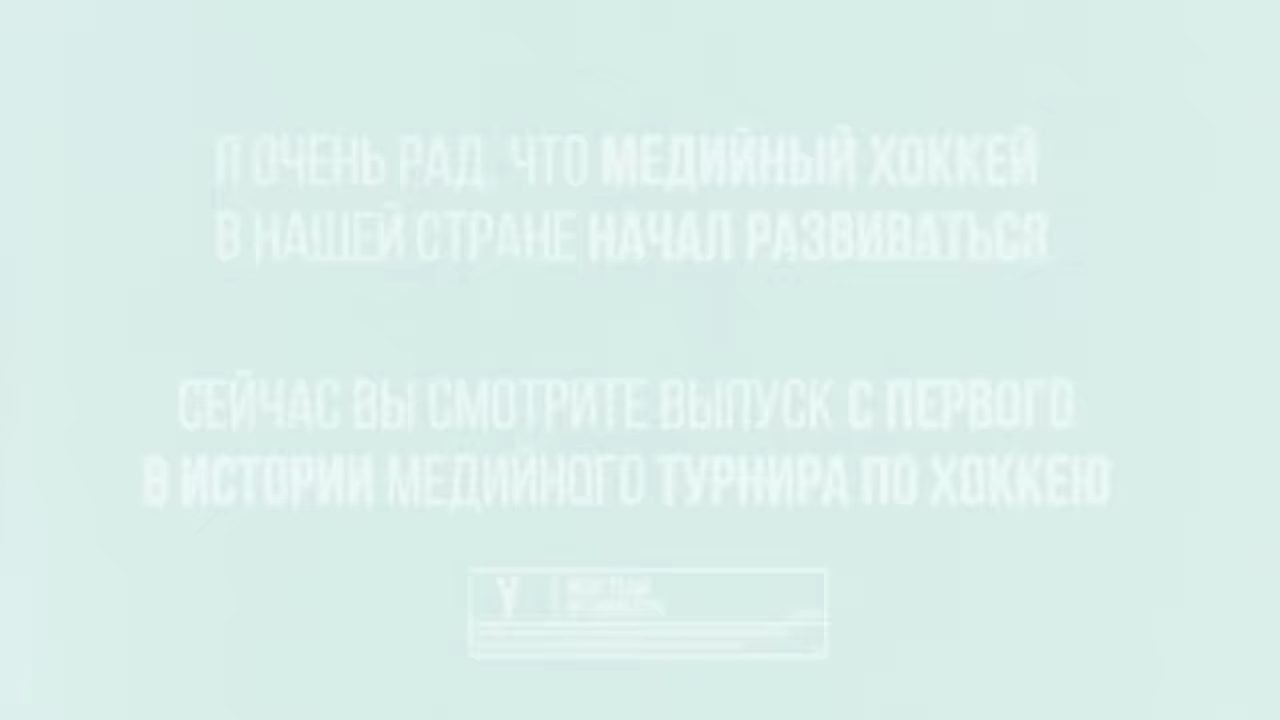 Я ОЧЕНЬ РАД, ЧТО МЕДИЙНЫЙ ХОККЕЙ
В НАШЕЙ СТРАНЕ НАЧАЛ РАЗВИВАТЬСЯ
СЕЙЧАС ВЫ СМОТРИТЕ ВЫПУСК С ПЕРВОГО
В ИСТОРИИ МЕДИЙНОГО ТУРНИРА ПО ХОККЕЮ